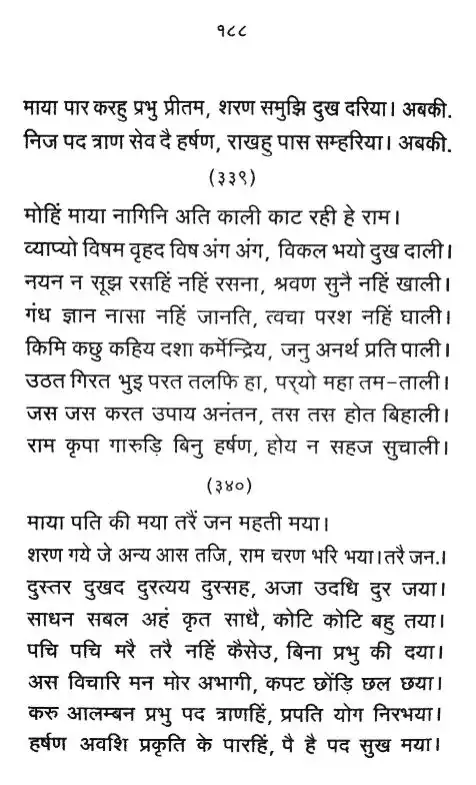 १८८
माया पार करहु प्रभु प्रीतम, शरण समुझि दुख दरिया। अबकी.
निज पद त्राण सेव दै हर्षण, राखहु पास सम्हरिया। अबकी.
(३३९)
मोहिं माया नागिनि अति काली काट रही हे राम।
व्याप्यो विषम वृहद विष अंग अंग, विकल भयो दुख दाली।
नयन न सूझ रसहिं नहिं रसना, श्रवण सुनै नहिं खाली।
गंध ज्ञान नासा नहिं जानति, त्वचा परश नहिं घाली।
किमि कछु कहिय दशा कर्मेन्द्रिय, जनु अनर्थ प्रति पाली।
उठत गिरत भुइ परत तलफि हा, पर्‌यो महा तम-ताली।
जस जस करत उपाय अनंतन, तस तस होत बिहाली।
राम कृपा गारुड़ि बिनु हर्षण, होय न सहज सुचाली।
(३४०)
माया पति की मया तरैं जन महती मया।
शरण गये जे अन्य आस तजि, राम चरण भरि भया।तरै जन.।
दुस्तर दुखद दुरत्यय दुस्सह, अजा उदधि दुर जया।
साधन सबल अहं कृत साधै, कोटि कोटि बहु तया।
पचि पचि मरै तरै नहिं कैसेउ, बिना प्रभु की दया।
अस विचारि मन मोर अभागी, कपट छोंड़ि छल छया।
करु आलम्बन प्रभु पद त्राणहिं, प्रपति योग निरभया।
हर्षण अवशि प्रकृति के पारहिं, पै है पद सुख मया।